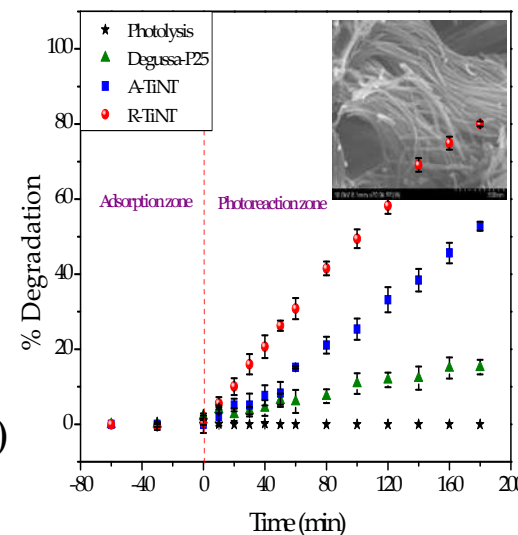 100
80
60
40
20
0
% Degradation
Photolysis
Degussa-P25
A-TiNT
R-TiNT
Adsorption zone
Photoreaction zone
-80
-40
0
40
80
120
160
200
Time (min)
)